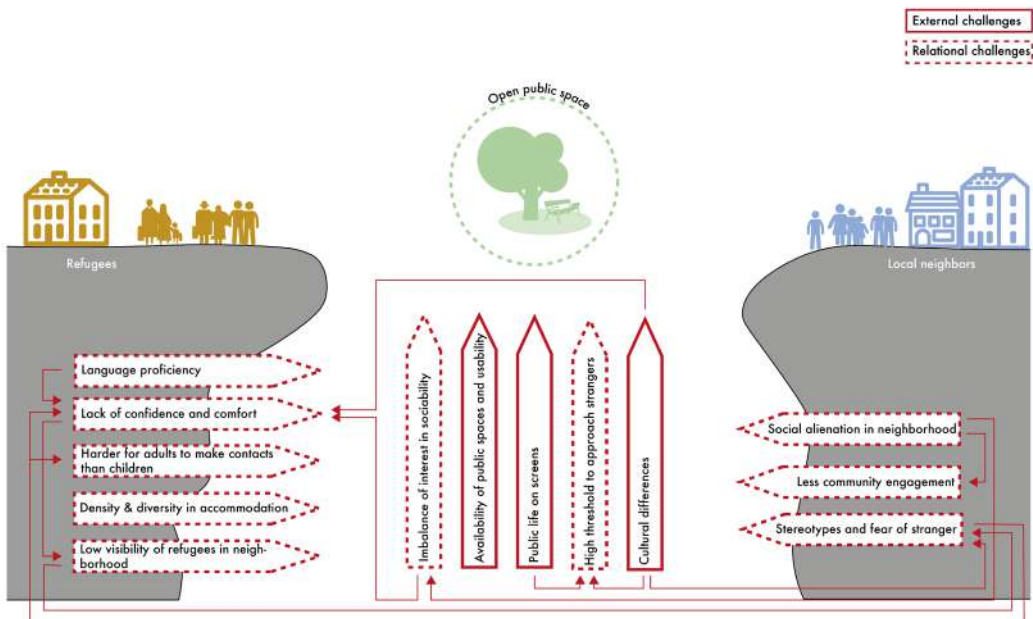 External challenges
Relational challenges
Open public space
Refugees
Local neighbors
Language proficiency
Lack of confidence and comfort
Harder for adults to make contacts
than children
Density & diversity in accommodation
Low visibility of refugees in neigh-
borhood
Imbalance of interest in sociability
Availability of public spaces and usability
Public life on screens
High threshold to approach strangers
Cultural differences
Social alienation in neighborhood
Less community engagement
Stereotypes and fear of stranger